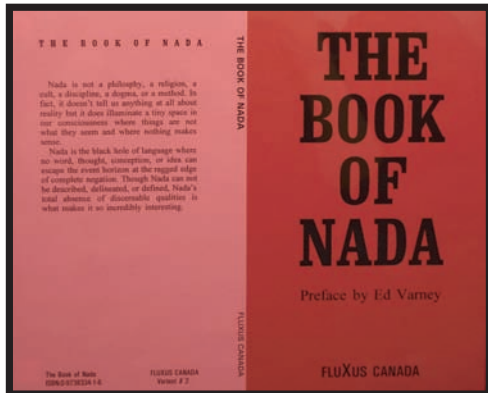 THE BOOK OF NADA
Nada is not a philosophy, a religion, a
cult, a discipline, a dogma, or a method. In
fact, it doesn't tell us anything at all about
reality but it does illuminate a tiny space in
our consciousness where things are not
what they seem and where nothing makes
sense.
Nada is the black hole of language where
no word, thought, conception, or idea can
escape the event horizon at the ragged edge
of complete negation. Though Nada can not
be described, delineated, or defined, Nada's
total absence of discernable qualities is
what makes it so incredibly interesting.
The Book of Nada
FLUXUS CANADA
THE BOOK OF NADA
FLUXUS CANADA
THE
BOOK
OF
NADA
Preface by Ed Varney
FLUXUS CANADA